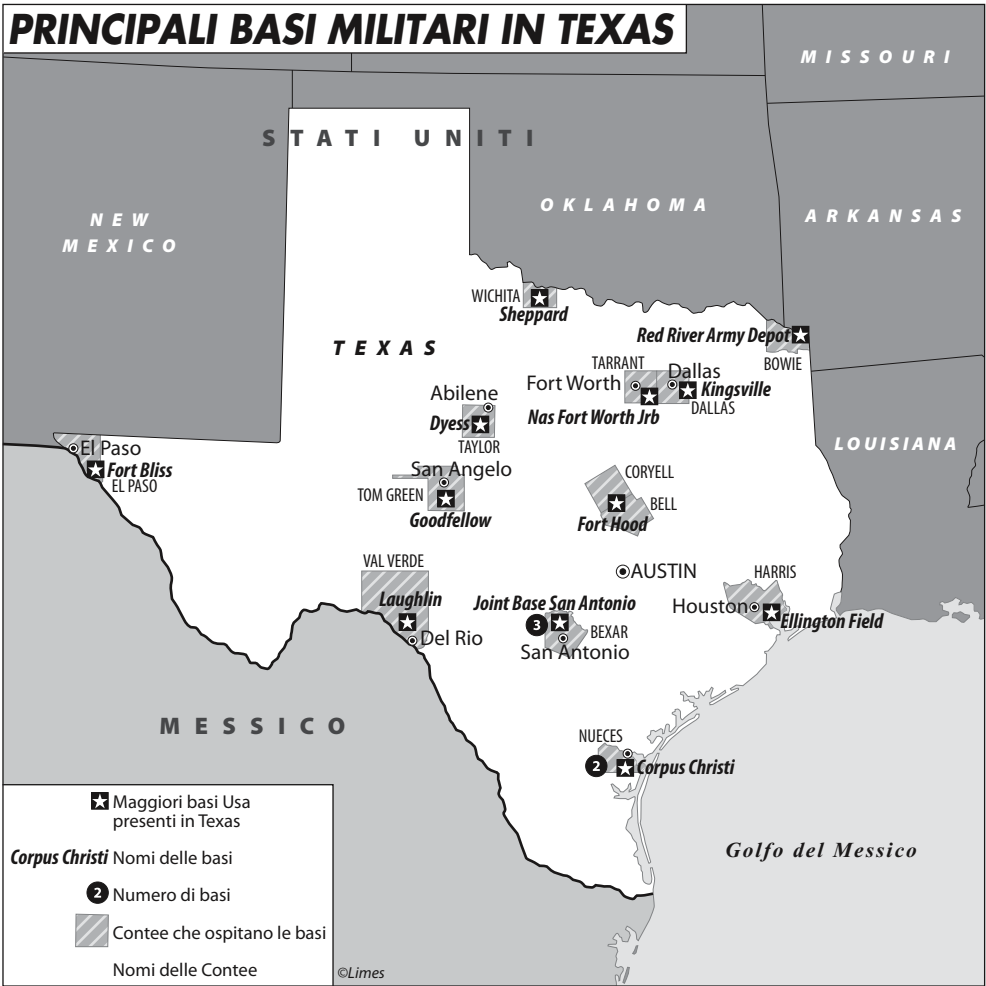 PRINCIPALI BASI MILITARI IN TEXAS
MISSOURI
STATI UNITI
NEW
MEXICO
OKLAHOMA
ARKANSAS
WICHITA
Sheppard
TEXAS
Red River Army Depot
BOWIE
TARRANT
Dallas
Fort Worth
Kingsville
DALLAS
Nas Fort Worth Jrb
Abilene
Dyess
TAYLOR
LOUISIANA
El Paso
Fort Bliss
EL PASO
San Angelo
TOM GREEN
Goodfellow
CORYELL
BELL
Fort Hood
VAL VERDE
Laughlin
Del Rio
AUSTIN
HARRIS
Houston
Ellington Field
Joint Base San Antonio
3
BEXAR
San Antonio
MESSICO
NUECES
2
Corpus Christi
Golfo del Messico
Maggiori basi Usa
presenti in Texas
Corpus Christi Nomi delle basi
2 Numero di basi
Contee che ospitano le basi
Nomi delle Contee
©Limes